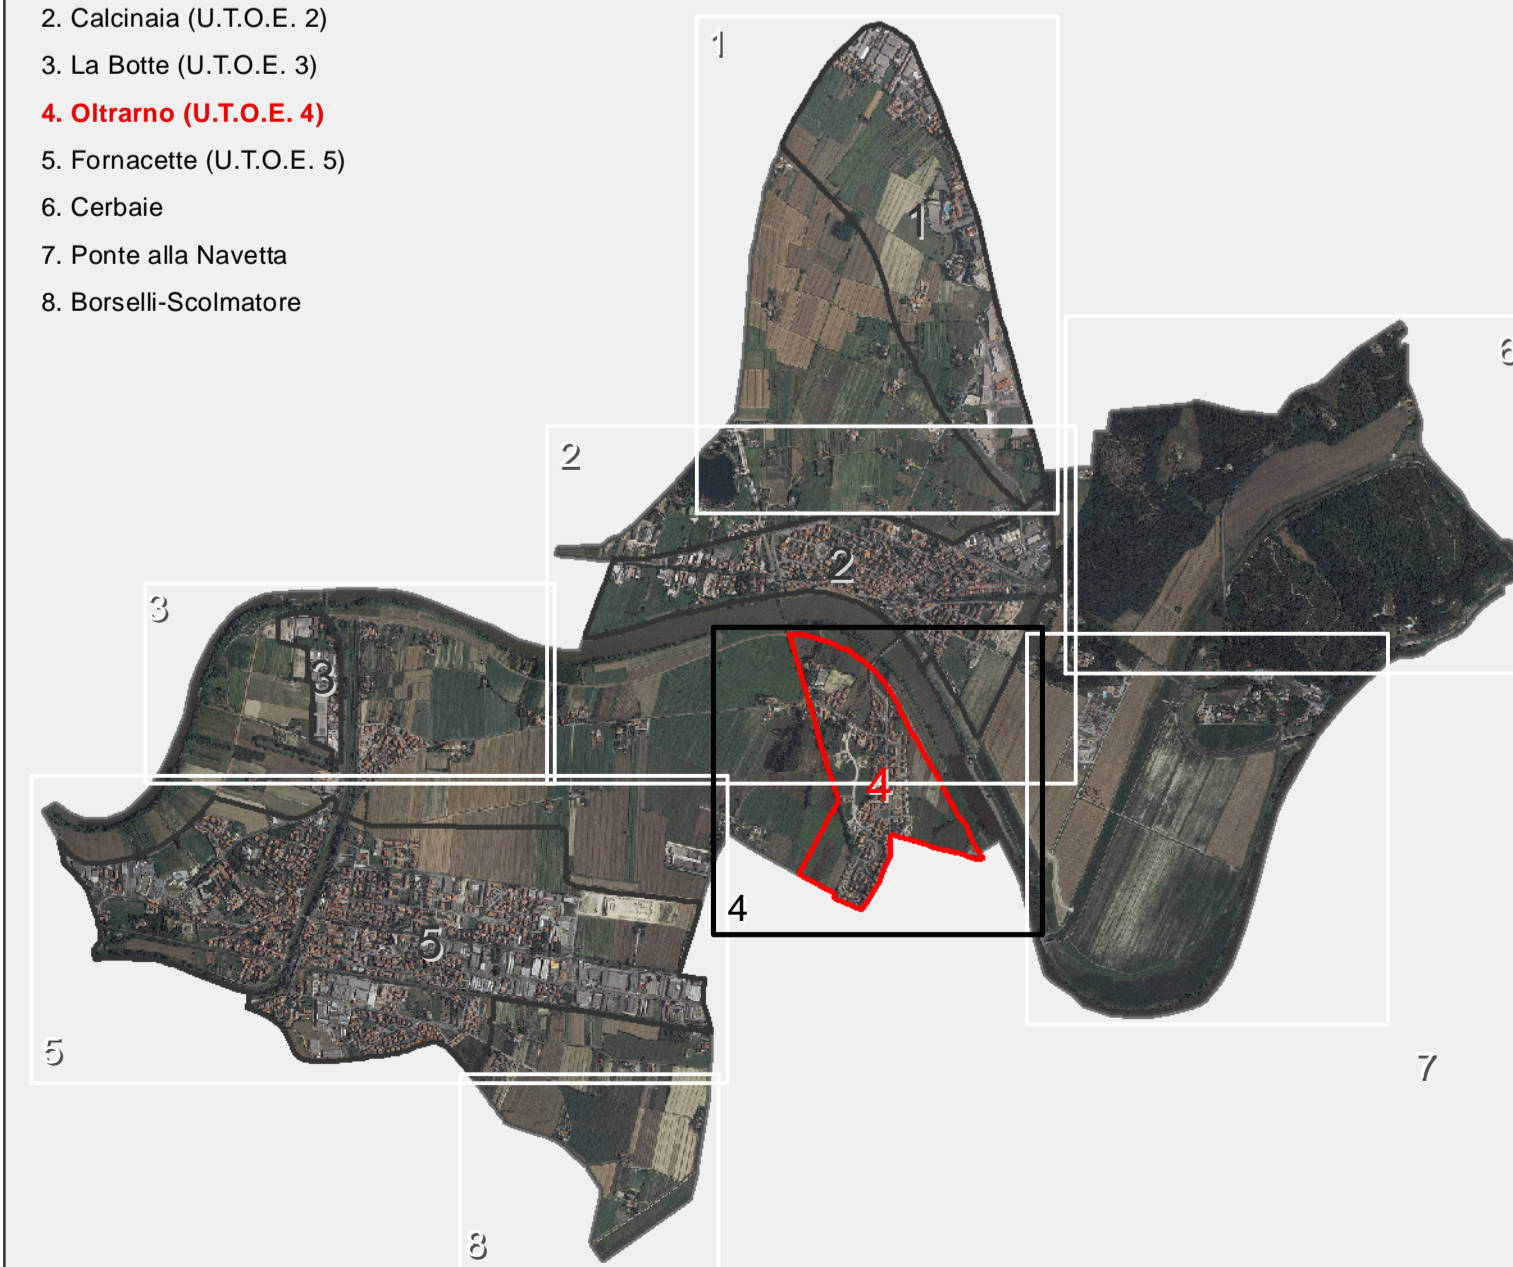 2. Calcinaia (U.T.O.E. 2)
3. La Botte (U.T.O.E. 3)
4. Oltrarno (U.T.O.E. 4)
5. Fornacette (U.T.O.E. 5)
6. Cerbaie
7. Ponte alla Navetta
8. Borselli-Scolmatore
1
1
6
2
2
3
3
4
4
5
5
7
8